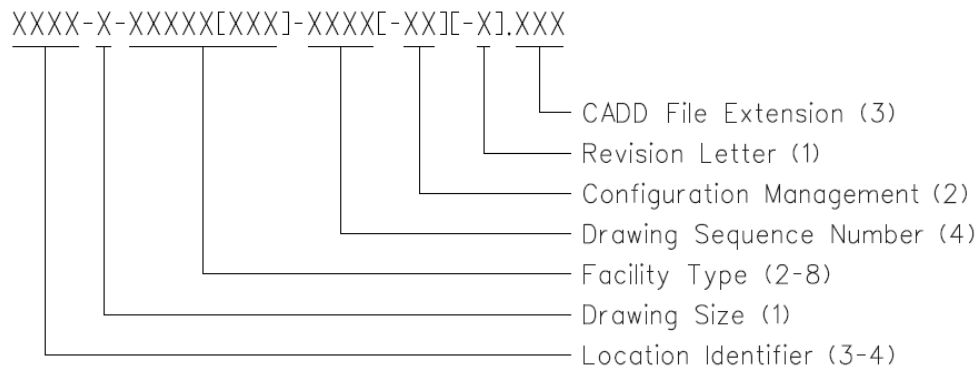 XXXX-X-XXXXX[XXX]-XXXX[-XX][-X].XXX
CADD File Extension (3)
Revision Letter (1)
Configuration Management (2)
Drawing Sequence Number (4)
Facility Type (2-8)
Drawing Size (1)
Location Identifier (3-4)